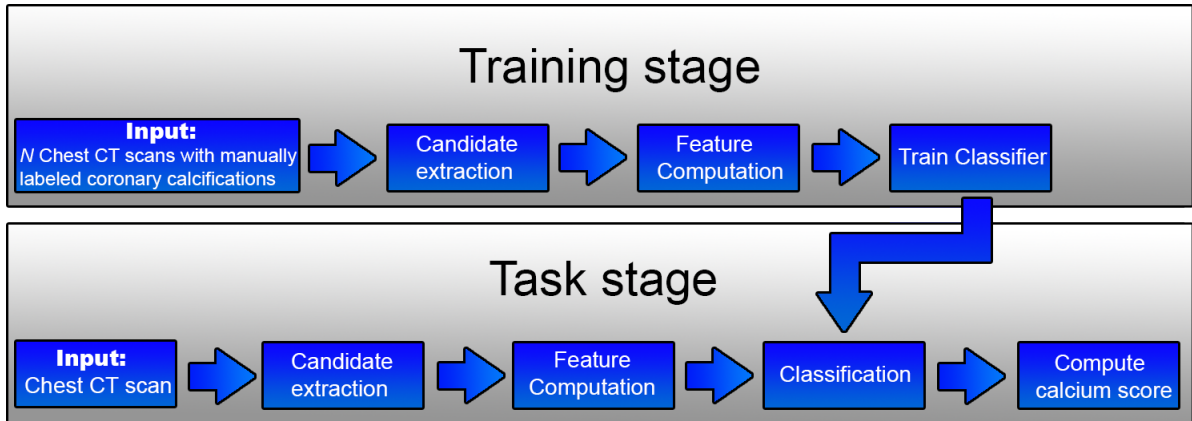 Training stage
Input:
N Chest CT scans with manually
labeled coronary calcifications
Candidate
extraction
Feature
Computation
Train Classifier
Task stage
Input:
Chest CT scan
Candidate
extraction
Feature
Computation
Classification
Compute
calcium score